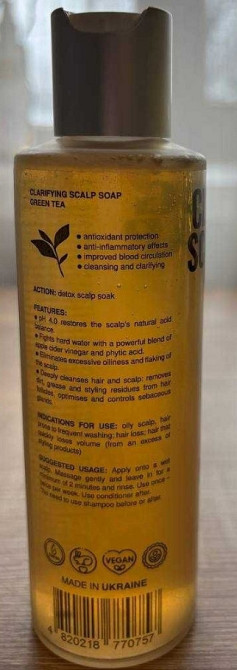 CLARIFYING SCALP SOAP
GREEN TEA
C
SO
● antioxidant protection
● anti-inflammatory effects
● improved blood circulation
● cleansing and clarifying
ACTION: detox scalp soak
FEATURES:
● pH 4.0 restores the scalp's natural acid
balance.
● Fights hard water with a powerful blend of
apple cider vinegar and phytic acid.
● Eliminates excessive oiliness and flaking of
the scalp.
● Deeply cleanses hair and scalp: removes
dirt, grease and styling residues from hair
optimises and controls sebaceous
glands.
INDICATIONS FOR USE: oily scalp, hair
prone to frequent washing; hair loss; hair that
quickly loses volume (from an excess of
styling products)
SUGGESTED USAGE: Apply onto a wet
scalp. Massage gently and leave in for a
of 2 minutes and rinse. Use once -
per week. Use conditioner after.
need to use shampoo before or after.
VEGAN
MADE IN UKRAINE
4 820218 770757